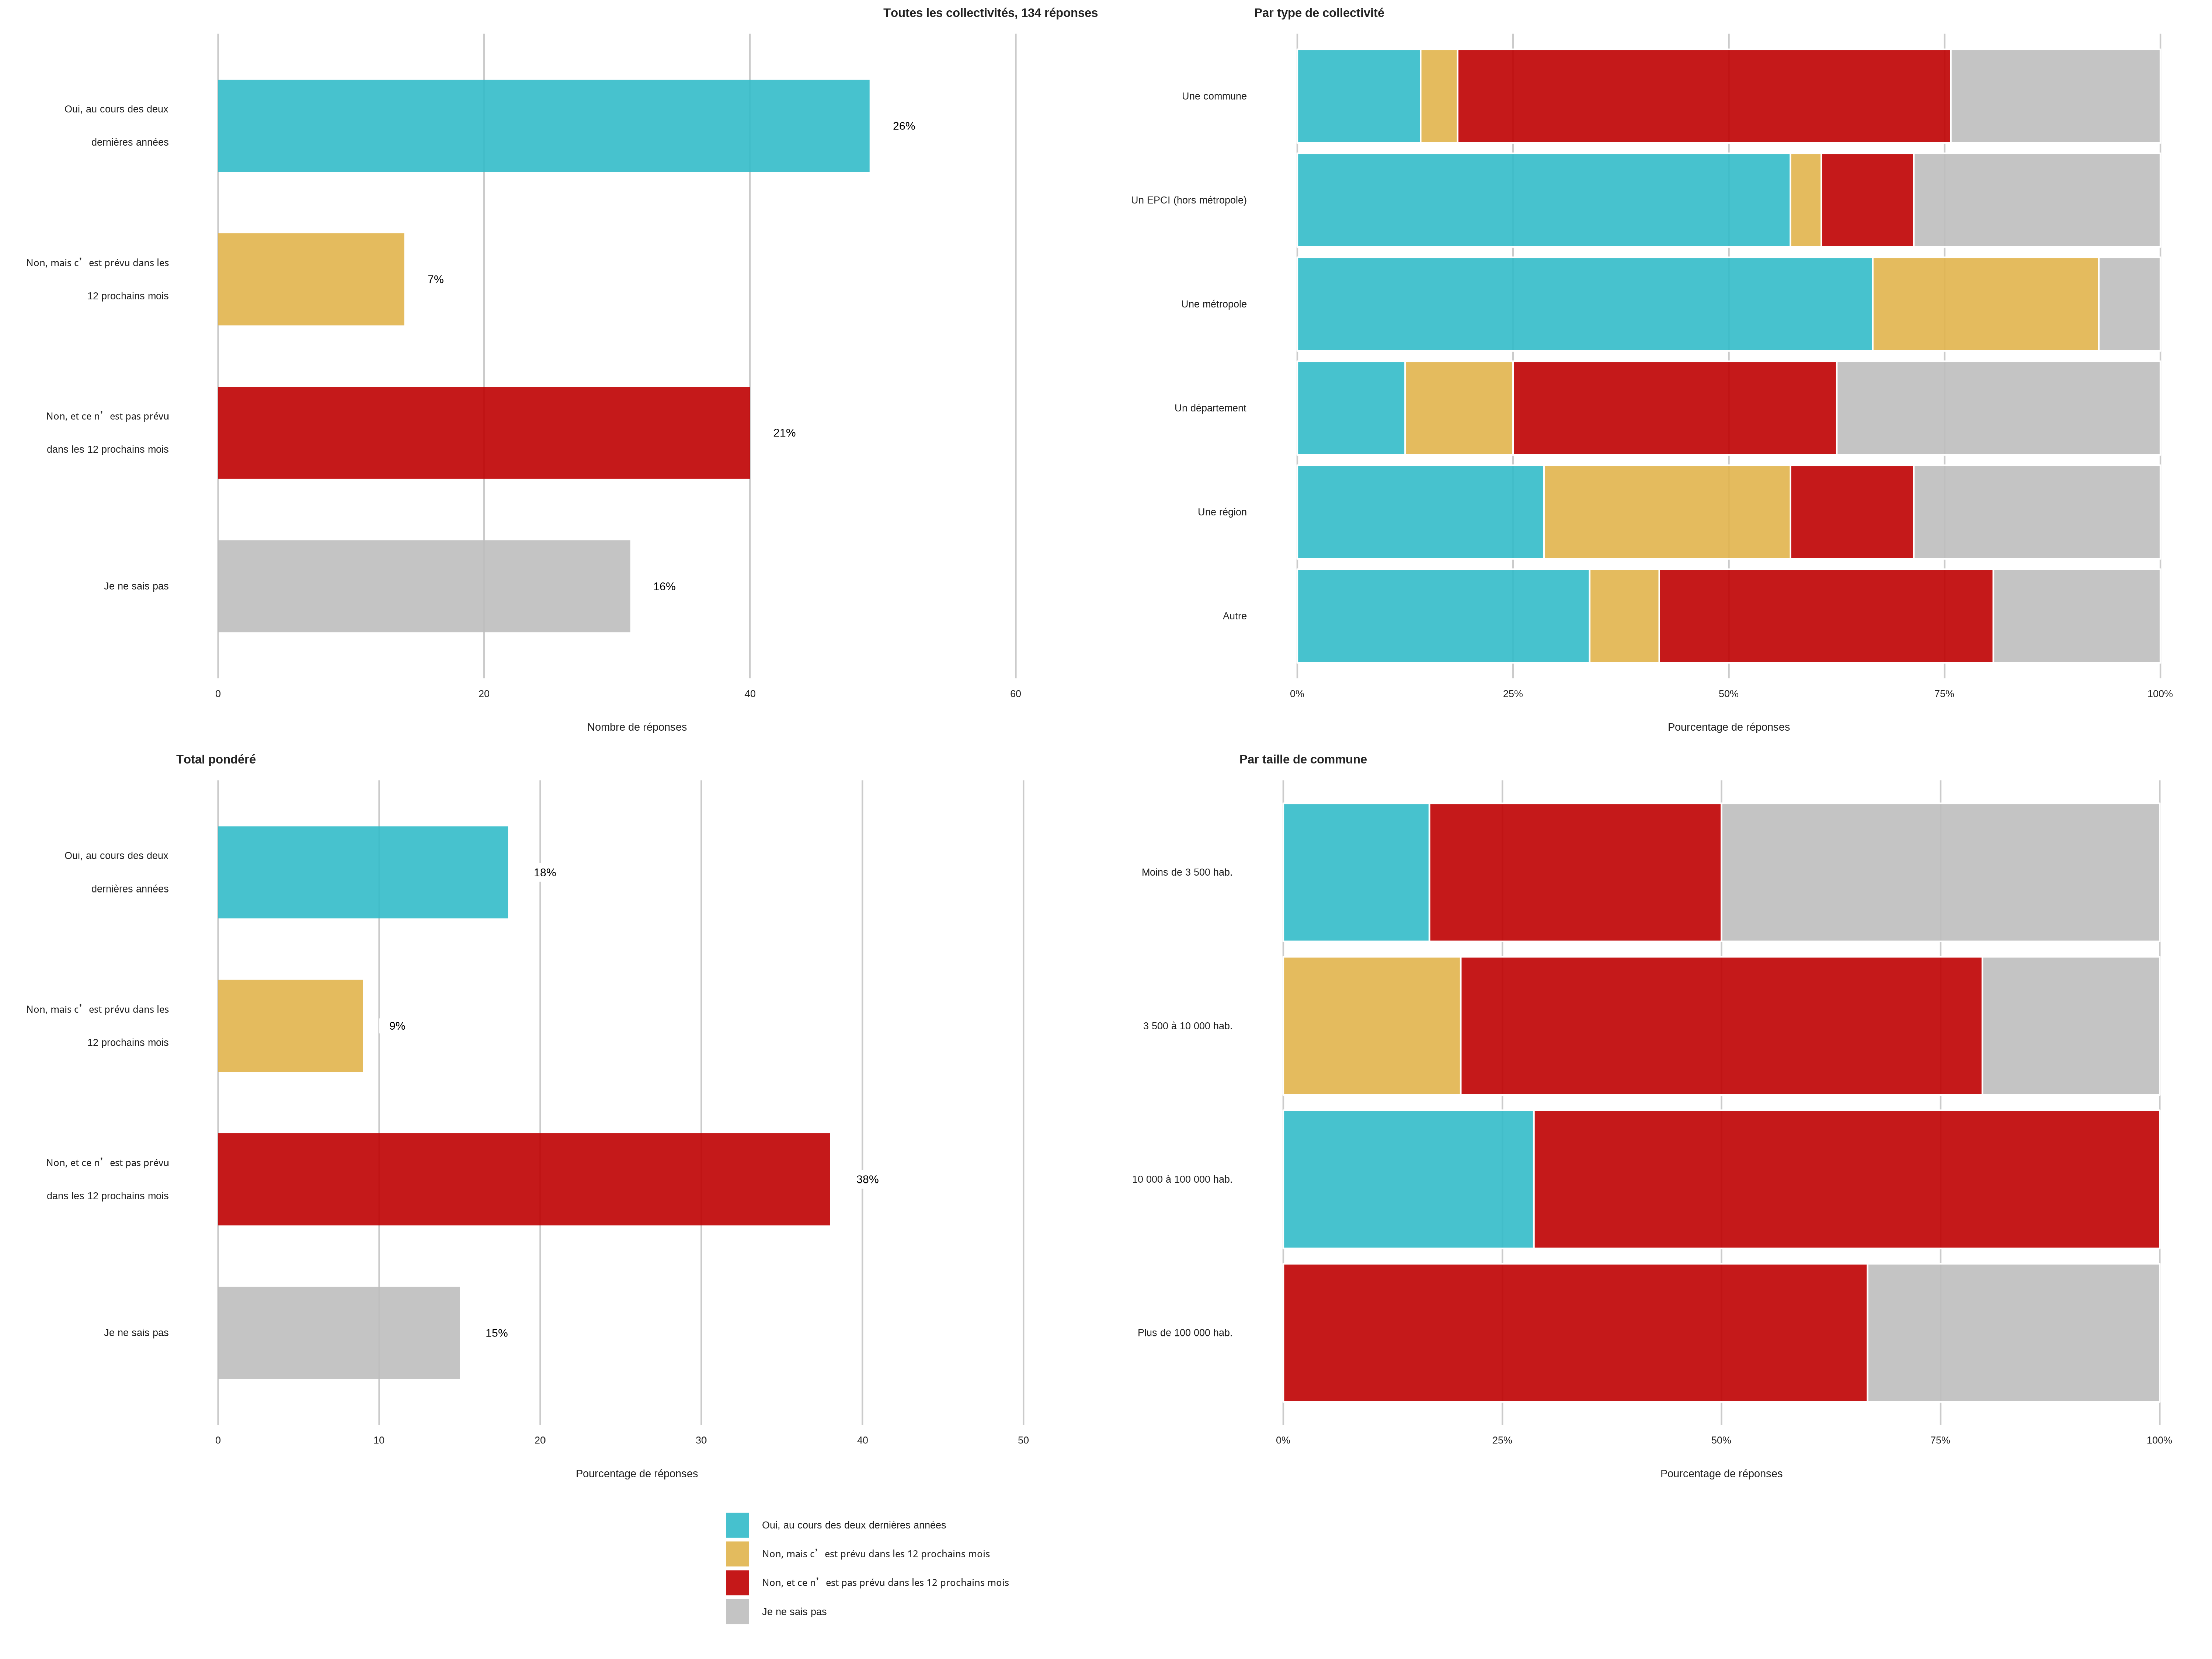 Toutes les collectivités, 134 réponses
Oui, au cours des deux
dernières années
26%
Non, mais c’est prévu dans les
12 prochains mois
7%
Non, et ce n’est pas prévu
dans les 12 prochains mois
21%
Je ne sais pas
16%
0 20 40 60
Nombre de réponses
Par type de collectivité
Une commune
Un EPCI (hors métropole)
Une métropole
Un département
Une région
Autre
0% 25% 50% 75% 100%
Pourcentage de réponses
Total pondéré
Oui, au cours des deux
dernières années
18%
Non, mais c’est prévu dans les
12 prochains mois
9%
Non, et ce n’est pas prévu
dans les 12 prochains mois
38%
Je ne sais pas
15%
0 10 20 30 40 50
Pourcentage de réponses
Par taille de commune
Moins de 3 500 hab.
3 500 à 10 000 hab.
10 000 à 100 000 hab.
Plus de 100 000 hab.
0% 25% 50% 75% 100%
Pourcentage de réponses
Oui, au cours des deux dernières années
Non, mais c’est prévu dans les 12 prochains mois
Non, et ce n’est pas prévu dans les 12 prochains mois
Je ne sais pas